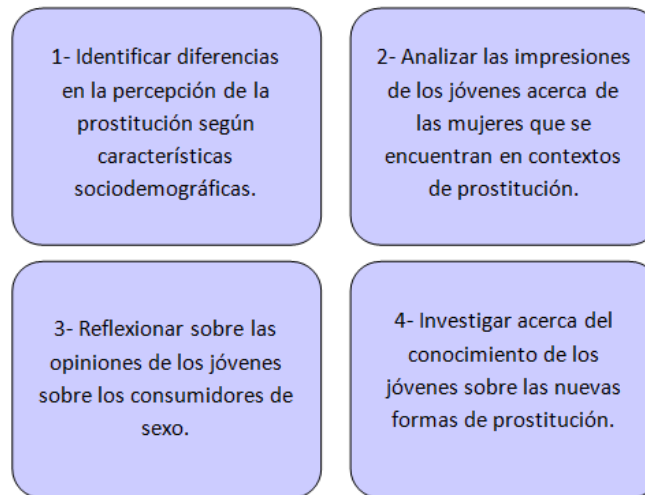 1- Identificar diferencias
en la percepción de la
prostitución según
características
sociodemográficas.
2- Analizar las impresiones
de los jóvenes acerca de
las mujeres que se
encuentran en contextos
de prostitución.
3- Reflexionar sobre las
opiniones de los jóvenes
sobre los consumidores de
sexo.
4- Investigar acerca del
conocimiento de los
jóvenes sobre las nuevas
formas de prostitución.